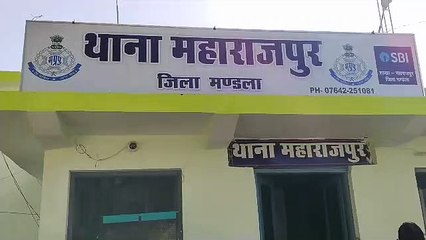 थाना महाराजपुर
जिला मण्डला
PH- 07642-251081
SBI
थाना महाराजपुर